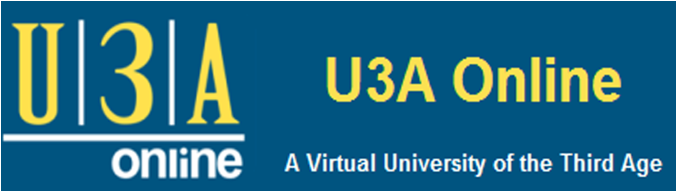 U|3|A
online
U3A Online
A Virtual University of the Third Age